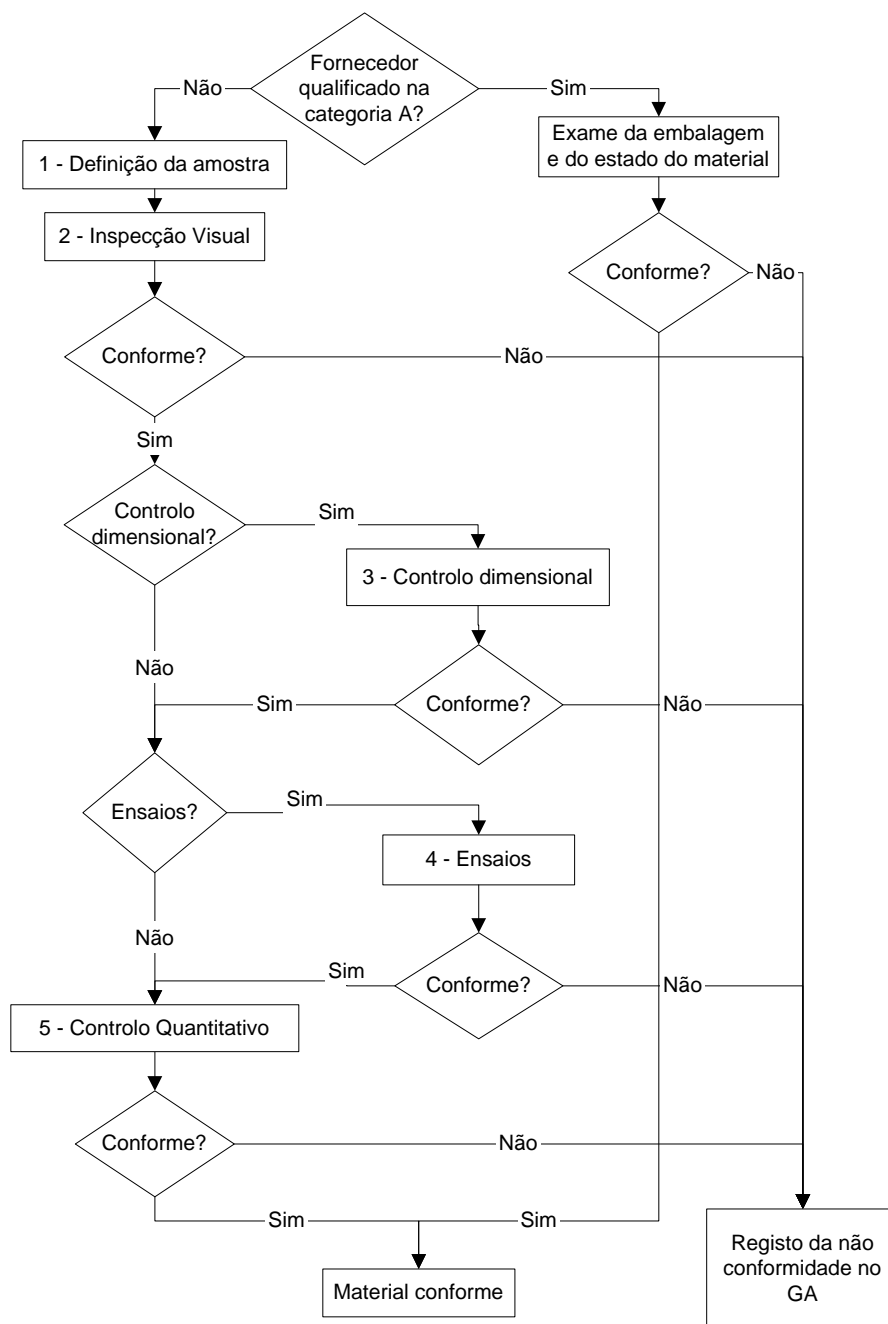 Fornecedor
qualificado na
categoria A?
Não
Sim
1 - Definição da amostra
Exame da embalagem
e do estado do material
2 - Inspecção Visual
Conforme?
Não
Conforme?
Não
Sim
Controlo
dimensional?
Sim
3 - Controlo dimensional
Não
Sim
Conforme?
Não
Ensaios?
Sim
4 - Ensaios
Não
Sim
Conforme?
Não
5 - Controlo Quantitativo
Conforme?
Não
Sim
Sim
Material conforme
Registo da não
conformidade no
GA